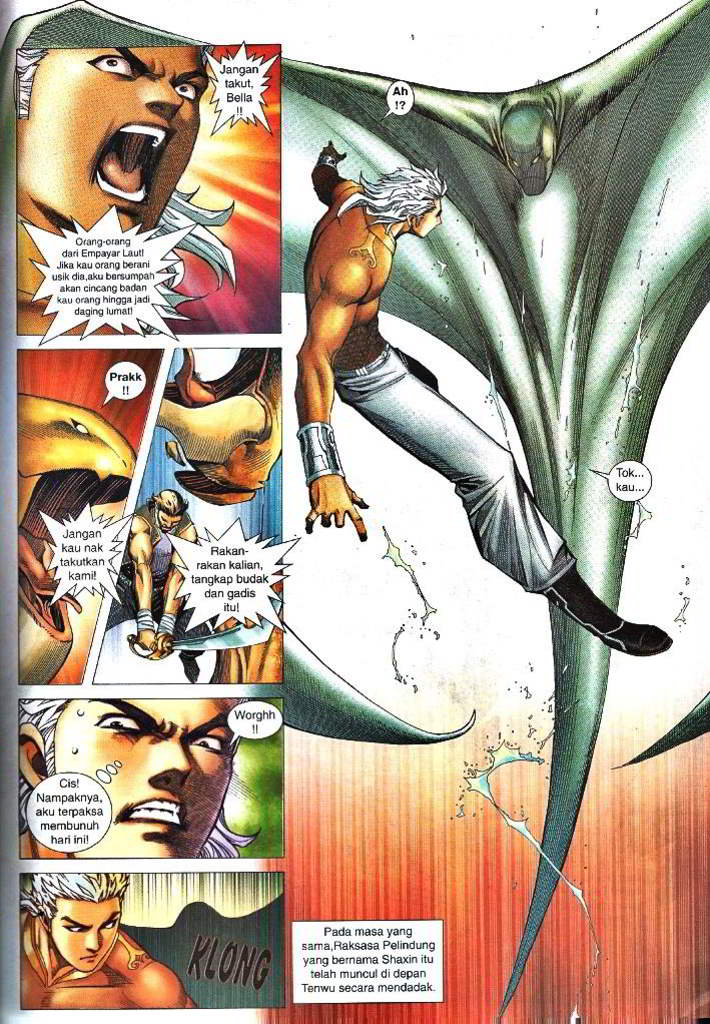 Jangan
takut,
Bella
!!
Orang-orang
dari Empayar Laut!
Jika kau orang berani
usik dia,aku bersumpah
akan cincang badan
kau orang hingga jadi
daging lumat!
Prakk
!!
Jangan
kau nak
takutkan
kami!
Rakan-
rakan kalian,
tangkap budak
dan gadis
itu!
Worghh
!!
Cis!
Nampaknya,
aku terpaksa
membunuh
hari ini!
KLONG
Ah
!?
Tok...
kau...
Pada masa yang
sama,Raksasa Pelindung
yang bernama Shaxin itu
telah muncul di depan
Tenwu secara mendadak.